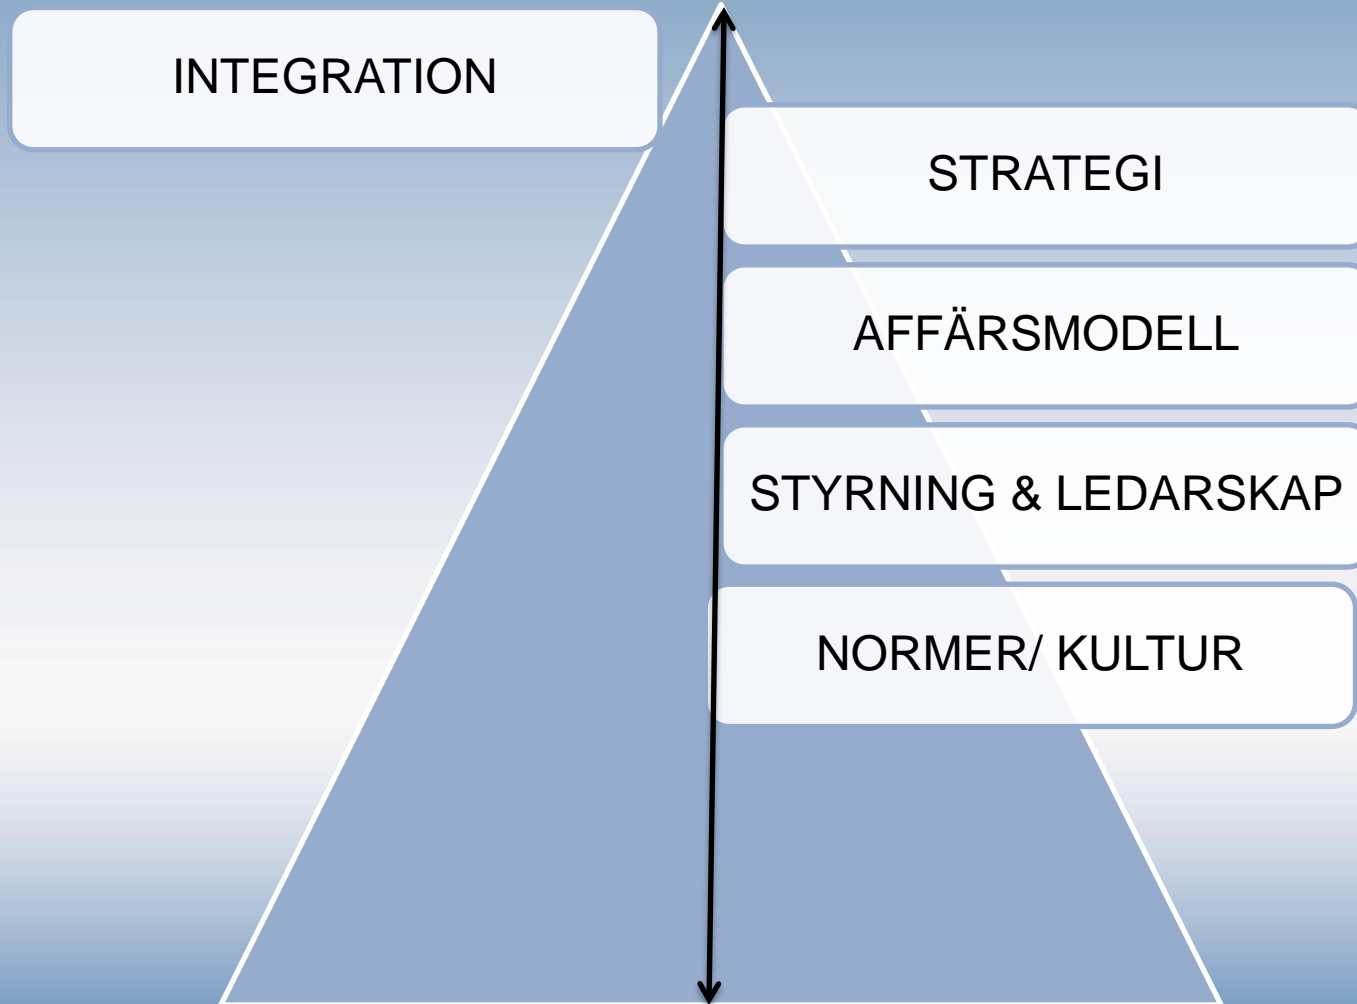 INTEGRATION
STRATEGI
AFFÄRSMODELL
STYRNING & LEDARSKAP
NORMER/ KULTUR